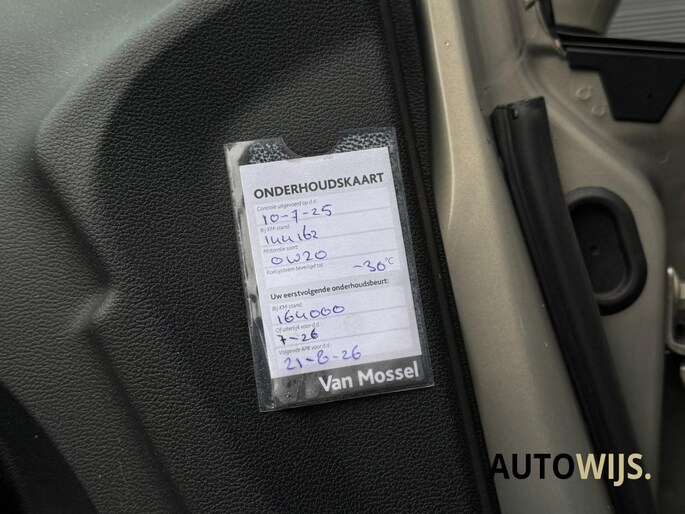 ONDERHOUDSKAART
Controle uitgevoerd op d.d.:
10-7-25
Bij KM-stand:
144162
Motorolie soort:
0W20
Koelsysteem beveiligd tot: -30°C
Uw eerstvolgende onderhoudsbeurt:
Bij KM-stand:
164000
Of uiterlijk voor d.d.:
7-26
Volgende APK voor d.d.:
21-8-26
Van Mossel
AUTOWIJS.